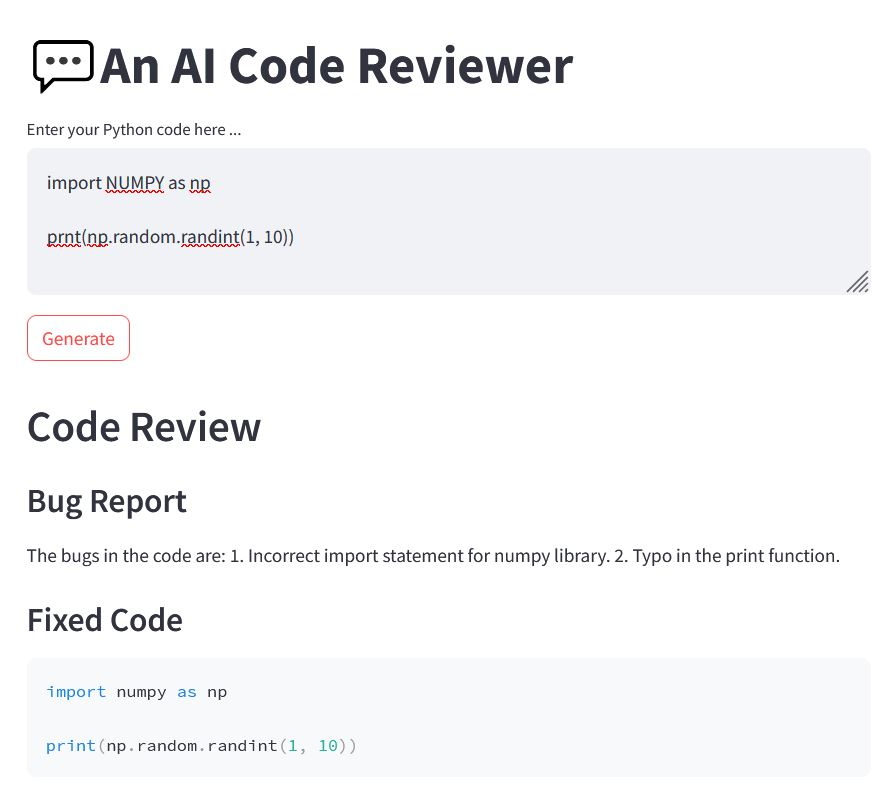 An AI Code Reviewer
Enter your Python code here ...
import NUMPY as np
prnt(np.random.randint(1, 10))
Generate
Code Review
Bug Report
The bugs in the code are: 1. Incorrect import statement for numpy library. 2. Typo in the print function.
Fixed Code
import numpy as np
print(np.random.randint(1, 10))